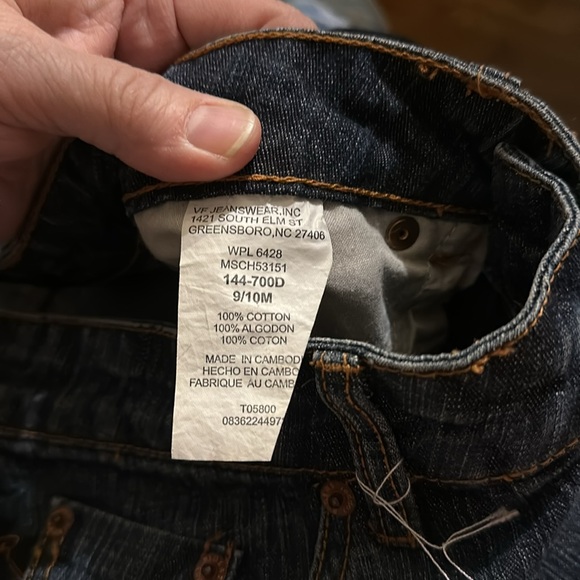 VF JEANSWEAR, INC
1421 SOUTH ELM ST
GREENSBORO, NC 27406
WPL 6428
MSCH53151
144-700D
9/10M
100% COTTON
100% ALGODON
100% COTON
MADE IN CAMBOD
HECHO EN CAMBO
FABRIQUE AU CAMB
T05800
0836224497